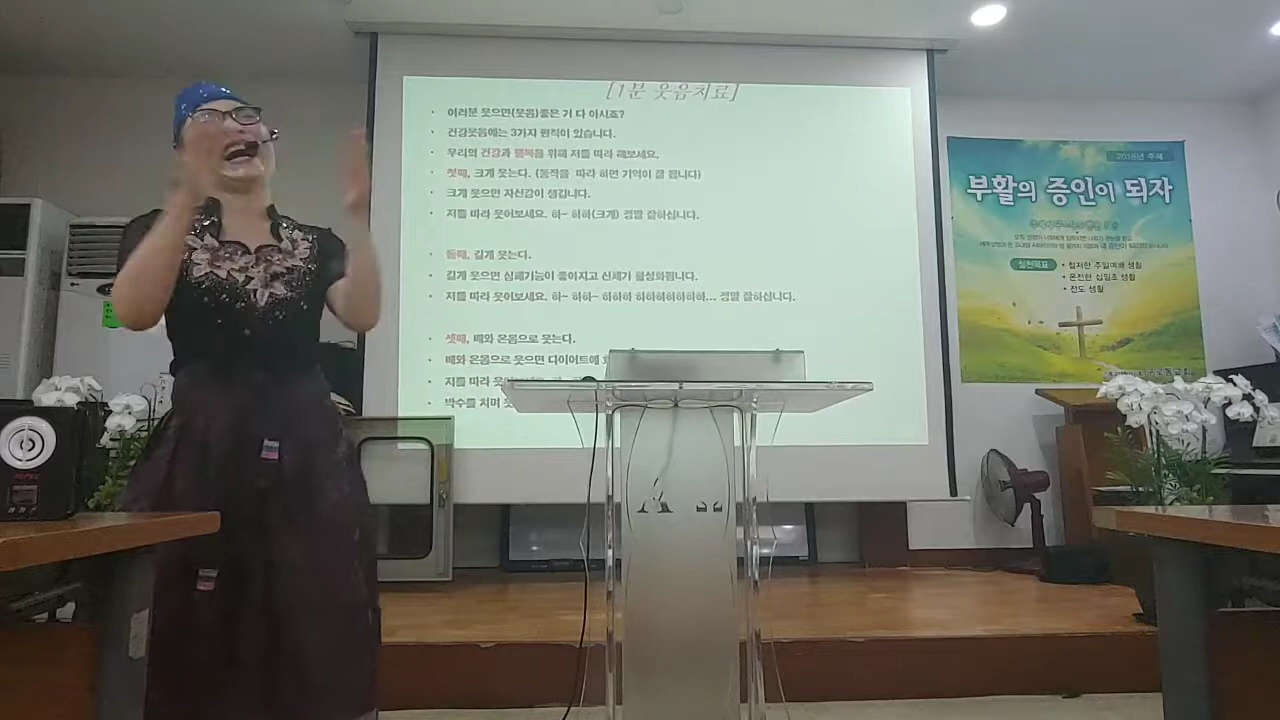 [1분 웃음치료]
여러분 웃으면(웃음)좋은 거 다 아시죠?
건강웃음에는 3가지 원칙이 있습니다.
우리의 건강과 행복을 위해 저를 따라 해보세요.
첫째, 크게 웃는다. (동작을 따라 하면 기억이 잘 됩니다)
크게 웃으면 자신감이 생깁니다.
저를 따라 웃어보세요. 하~ 하하(크게) 정말 잘하십니다.
둘째, 길게 웃는다.
길게 웃으면 심폐기능이 좋아지고 신체가 활성화됩니다.
저를 따라 웃어보세요. 하~ 하하~ 하하하 하하하하하하하... 정말 잘하십니다.
셋째, 배와 온몸으로 웃는다.
배와 온몸으로 웃으면 다이어트에
저를 따라
박수를 치며
2018년 주제
부활의 증인이 되자
실천목표
• 철저한 주일예배 생활
• 온전한 십일조 생활
• 전도 생활